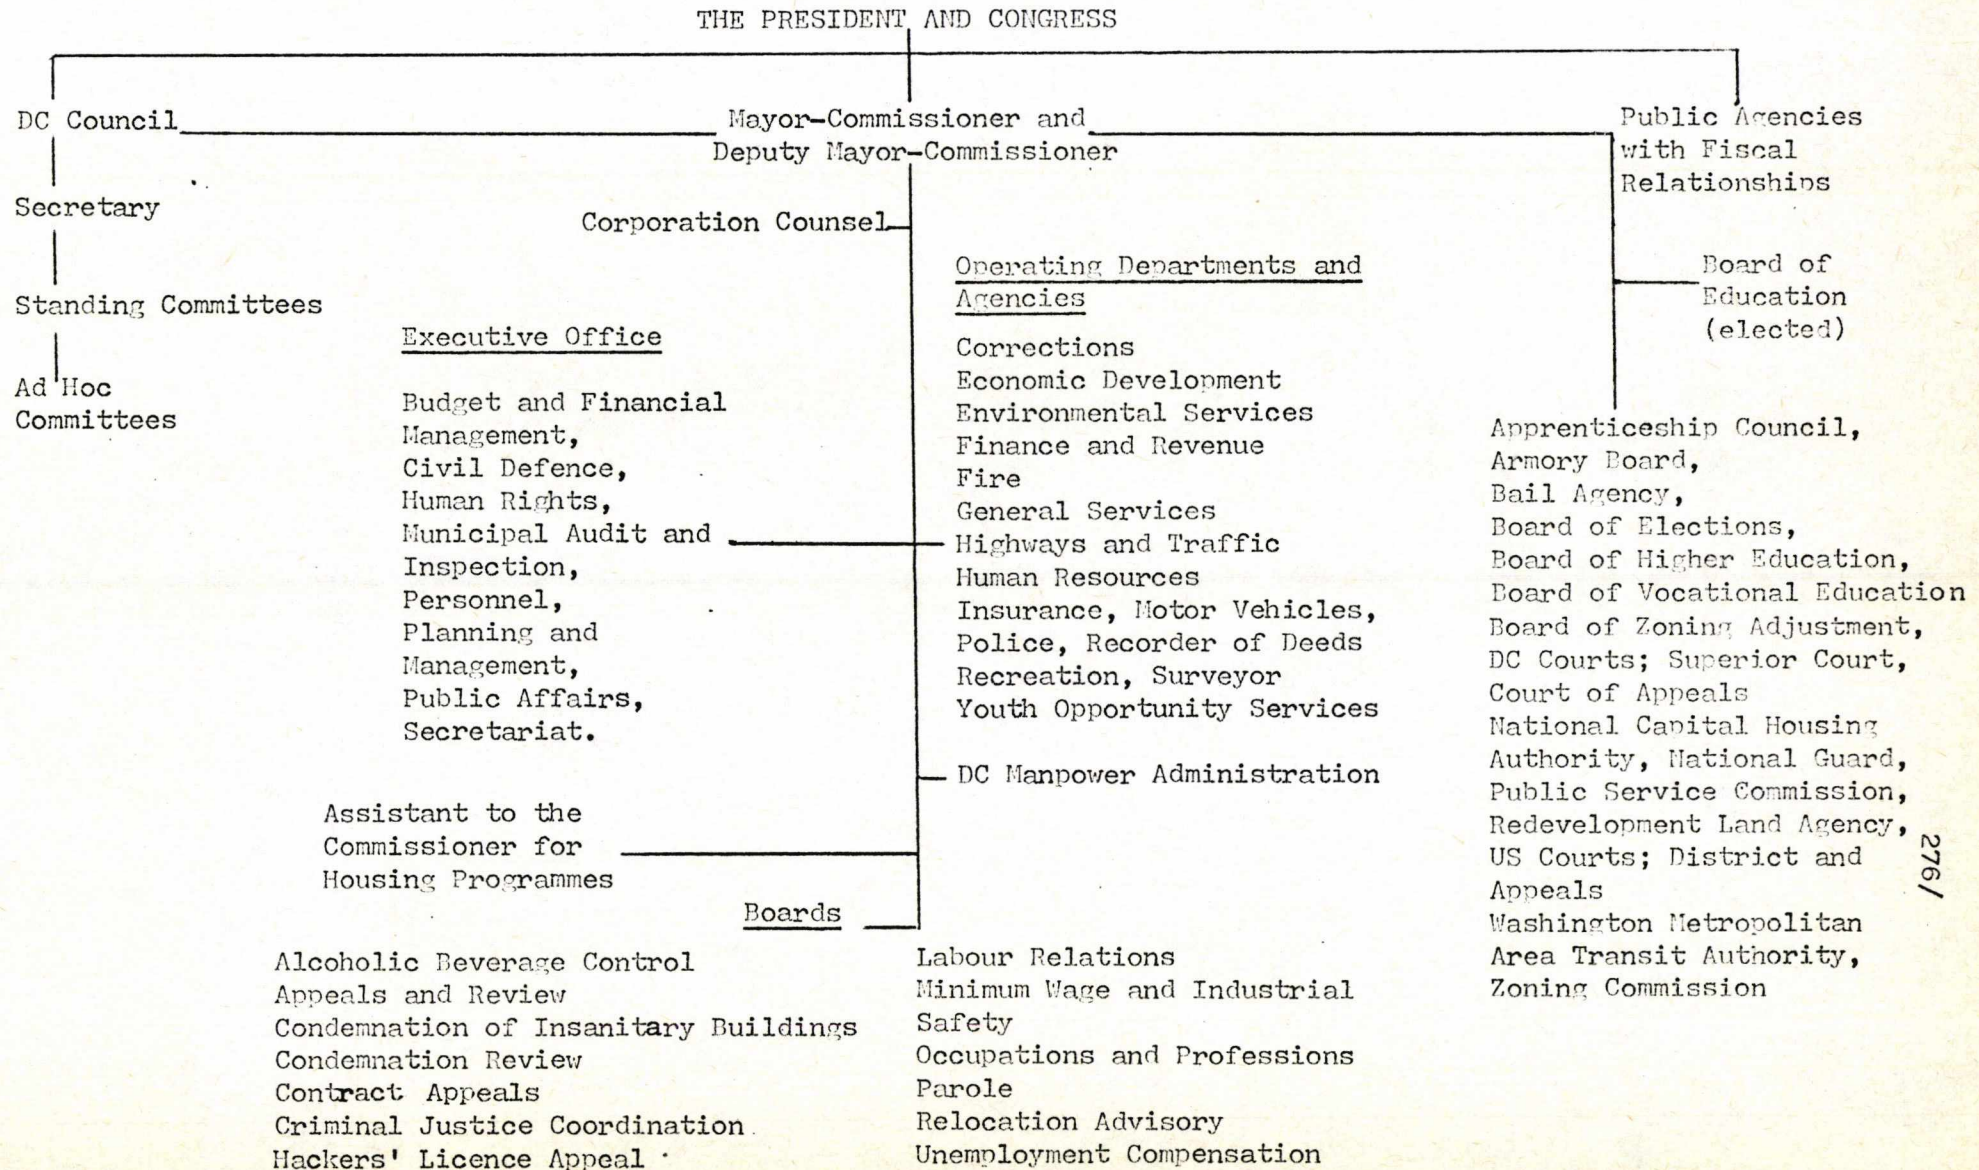 THE PRESIDENT AND CONGRESS
DC Council
Mayor-Commissioner and
Deputy Mayor-Commissioner
Public Agencies
with Fiscal
Relationships
Secretary
Standing Committees
Ad Hoc
Committees
Corporation Counsel
Executive Office
Budget and Financial
Management,
Civil Defence,
Human Rights,
Municipal Audit and
Inspection,
Personnel,
Planning and
Management,
Public Affairs,
Secretariat.
Operating Departments and
Agencies
Corrections
Economic Development
Environmental Services
Finance and Revenue
Fire
General Services
Highways and Traffic
Human Resources
Insurance, Motor Vehicles,
Police, Recorder of Deeds
Recreation, Surveyor
Youth Opportunity Services
DC Manpower Administration
Board of
Education
(elected)
Apprenticeship Council,
Armory Board,
Bail Agency,
Board of Elections,
Board of Higher Education,
Board of Vocational Education
Board of Zoning Adjustment,
DC Courts; Superior Court,
Court of Appeals
National Capital Housing
Authority, National Guard,
Public Service Commission,
Redevelopment Land Agency,
US Courts; District and
Appeals
Washington Metropolitan
Area Transit Authority,
Zoning Commission
276/
Assistant to the
Commissioner for
Housing Programmes
Boards
Alcoholic Beverage Control
Appeals and Review
Condemnation of Insanitary Buildings
Condemnation Review
Contract Appeals
Criminal Justice Coordination
Hackers' Licence Appeal
Labour Relations
Minimum Wage and Industrial
Safety
Occupations and Professions
Parole
Relocation Advisory
Unemployment Compensation